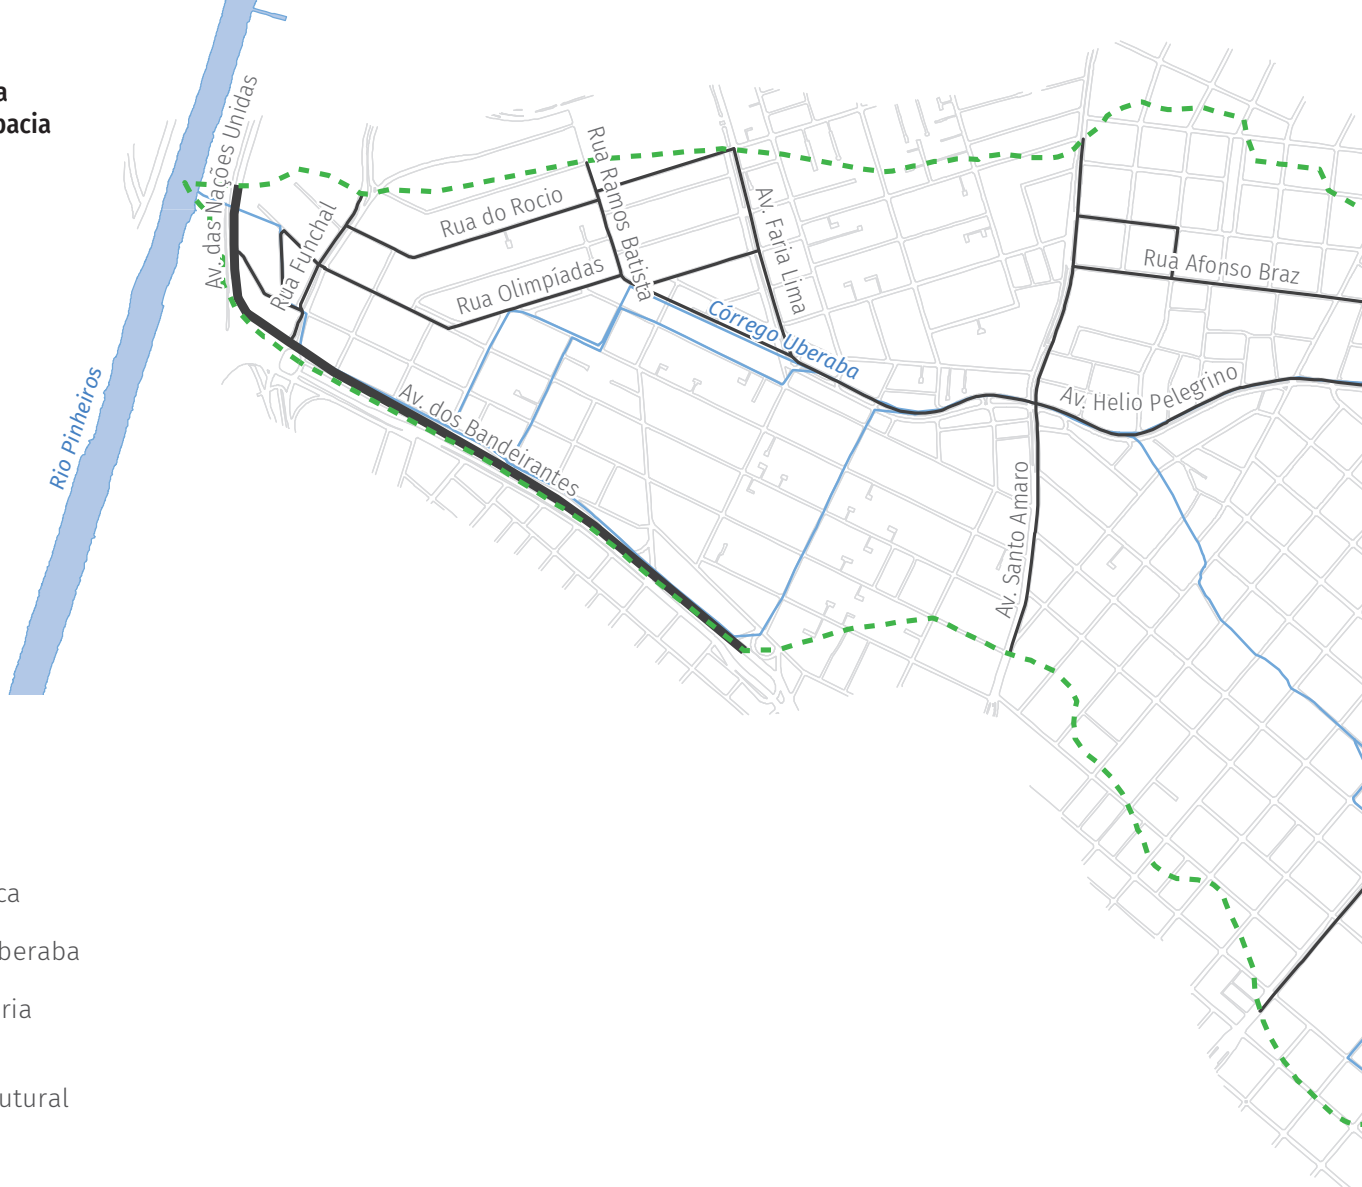 a
bacia
Av. das Nações Unidas
Rua Funchal
Rua do Rocio
Rua Ramos Batista
Rua Olimpíadas
Av. Faria Lima
Córrego Uberaba
Rua Afonso Braz
Av. Helio Pelegrino
Av. dos Bandeirantes
Av. Santo Amaro
Rio Pinheiros
ca
beraba
ria
utural